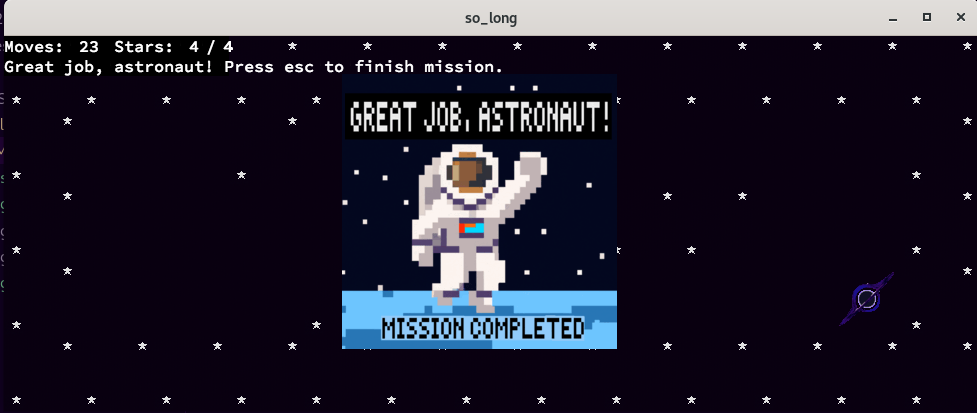 so_long
Moves: 23 Stars: 4 / 4
Great job, astronaut! Press esc to finish mission.
GREAT JOB, ASTRONAUT!
MISSION COMPLETED